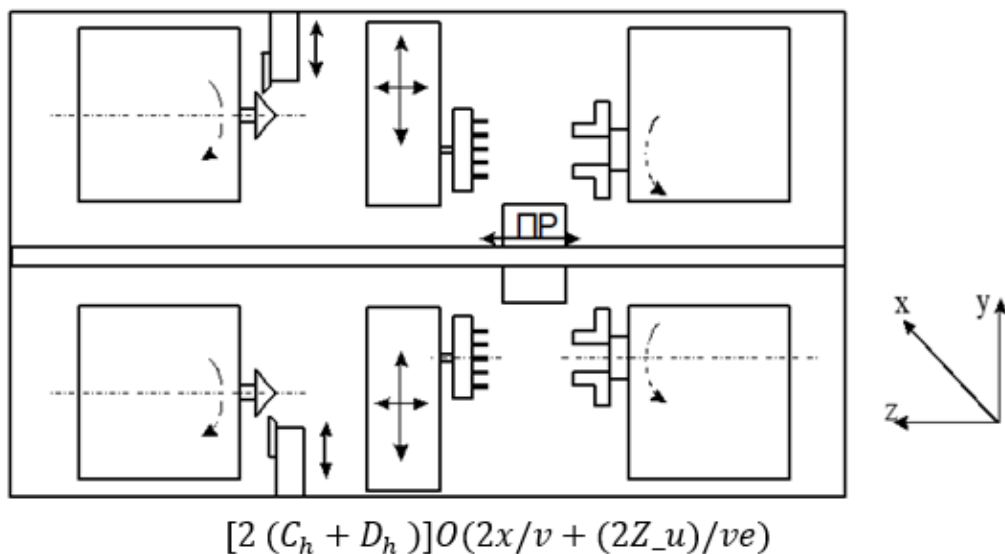 ПР
x
y
z
[2 (C_h + D_h )]O(2x/v + (2Z_u)/ve)